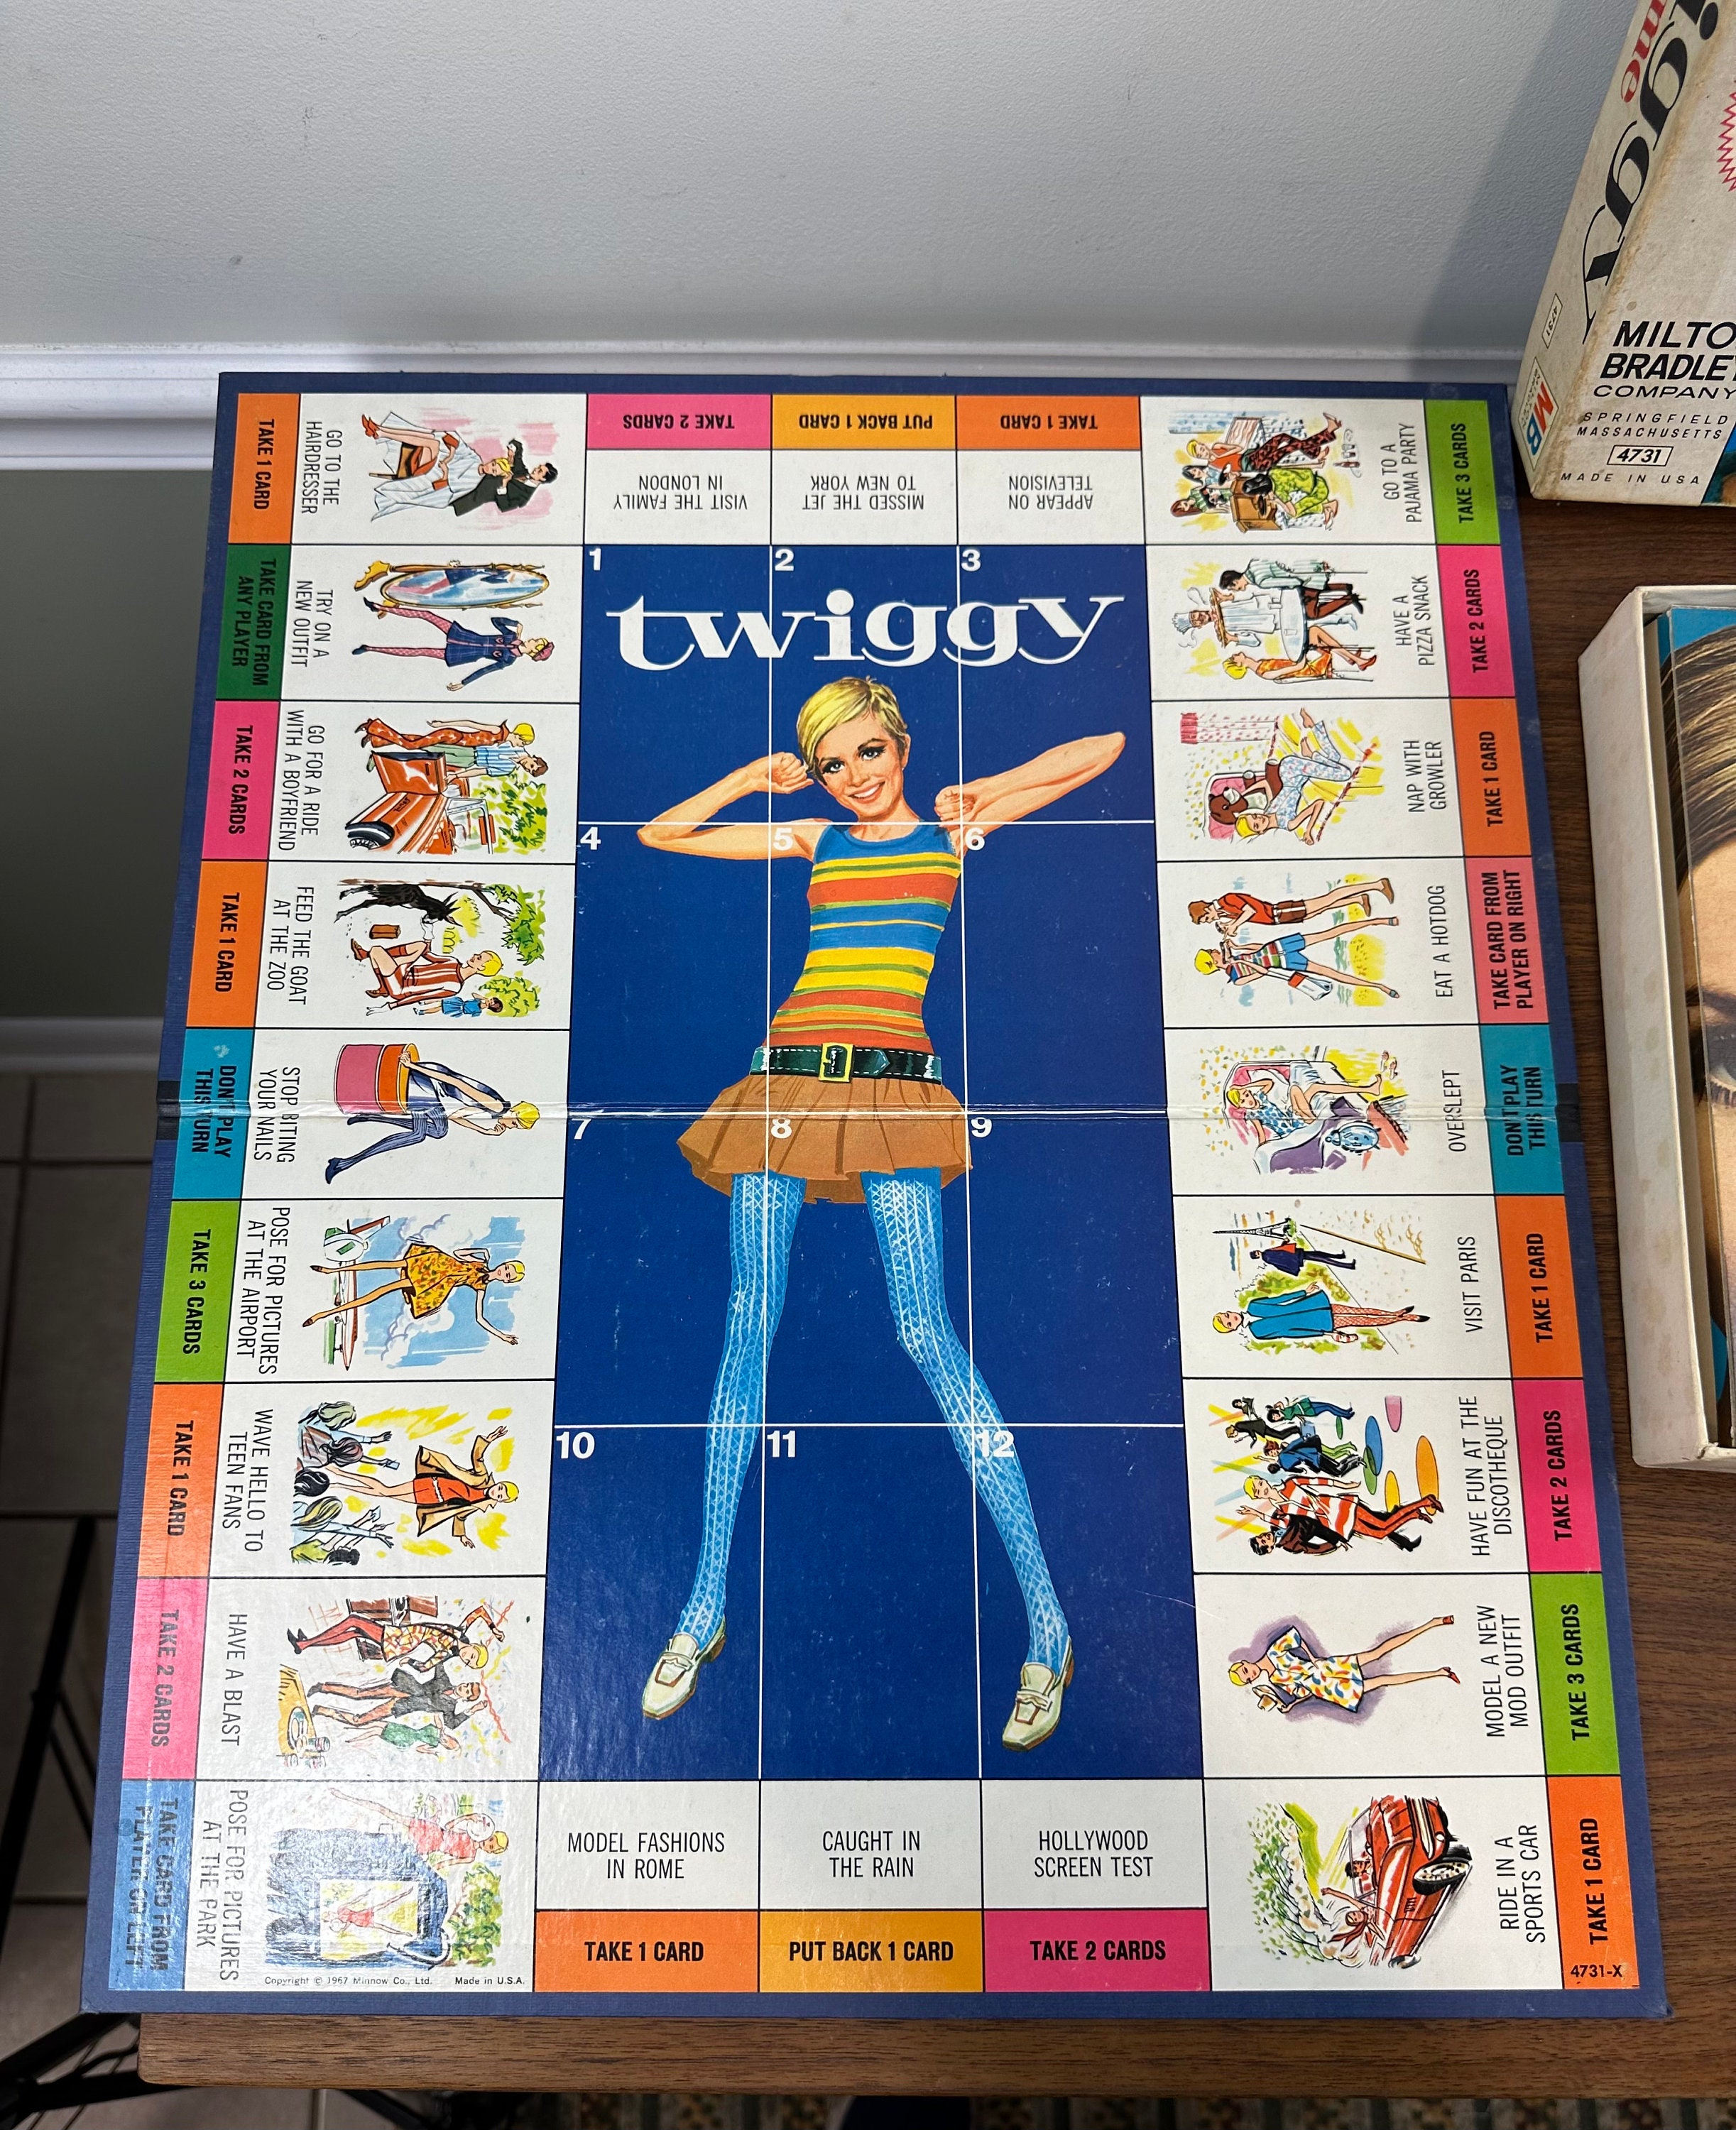 TAKE 1 CARD
GO TO THE
HAIRDRESSER
TAKE 2 CARDS
VISIT THE FAMILY
IN LONDON
PUT BACK 1 CARD
MISSED THE JET
TO NEW YORK
TAKE 1 CARD
APPEAR ON
TELEVISION
TAKE 3 CARDS
GO TO A
PAJAMA PARTY
TAKE 2 CARDS
HAVE A
PIZZA SNACK
TAKE 1 CARD
NAP WITH
GROWLER
TAKE CARD FROM
PLAYER ON RIGHT
EAT A HOTDOG
DON'T PLAY
THIS TURN
OVERSLEPT
TAKE 1 CARD
VISIT PARIS
TAKE 2 CARDS
HAVE FUN AT THE
DISCOTHEQUE
TAKE 3 CARDS
MODEL A NEW
MOD OUTFIT
TAKE 1 CARD
RIDE IN A
SPORTS CAR
4731-X
HOLLYWOOD
SCREEN TEST
TAKE 2 CARDS
CAUGHT IN
THE RAIN
PUT BACK 1 CARD
MODEL FASHIONS
IN ROME
TAKE 1 CARD
TAKE CARD FROM
PLAYER ON LEFT
POSE FOR PICTURES
AT THE PARK
Copyright © 1967 Minnow Co., Ltd. Made in U.S.A.
TAKE 2 CARDS
HAVE A BLAST
TAKE 1 CARD
WAVE HELLO TO
TEEN FANS
TAKE 3 CARDS
POSE FOR PICTURES
AT THE AIRPORT
DON'T PLAY
THIS TURN
STOP BITING
YOUR NAILS
TAKE 1 CARD
FEED THE GOAT
AT THE ZOO
TAKE 2 CARDS
GO FOR A RIDE
WITH A BOYFRIEND
TAKE CARD FROM
ANY PLAYER
TRY ON A
NEW OUTFIT
1 2 3
twiggy
4 5 6
7 8 9
10 11 12
MB
4731
MILTO
BRADLEY
COMPANY
SPRINGFIELD
MASSACHUSETTS
4731
MADE IN USA